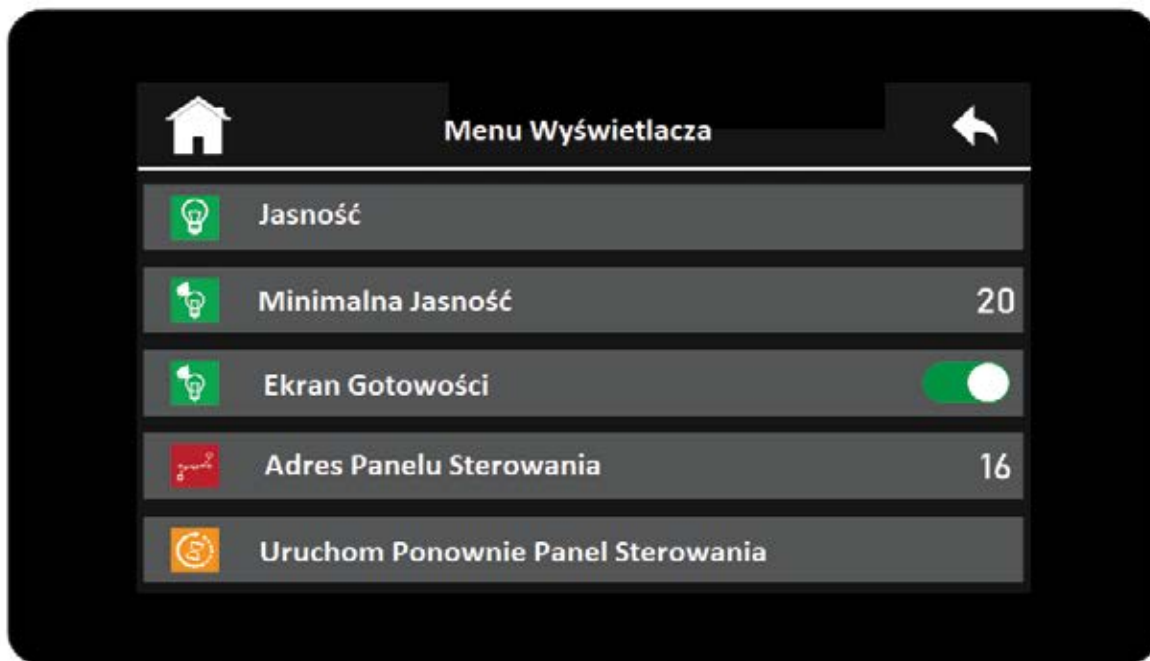 Menu Wyświetlacza
Jasność
Minimalna Jasność 20
Ekran Gotowości
Adres Panelu Sterowania 16
Uruchom Ponownie Panel Sterowania